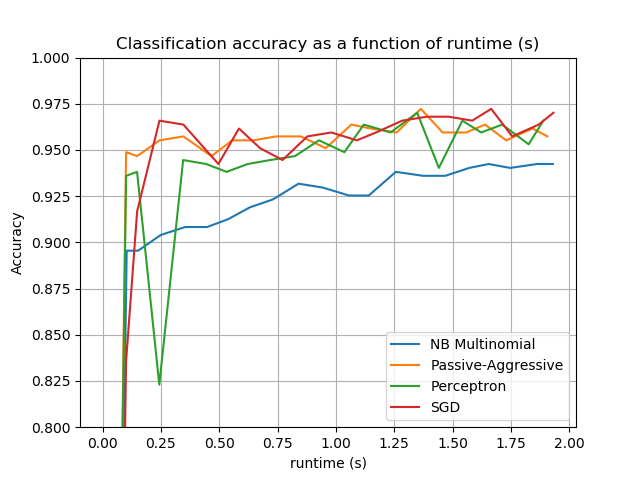 Classification accuracy as a function of runtime (s)
1.000
0.975
0.950
0.925
0.900
0.875
0.850
0.825
0.800
Accuracy
NB Multinomial
Passive-Aggressive
Perceptron
SGD
0.00 0.25 0.50 0.75 1.00 1.25 1.50 1.75 2.00
runtime (s)